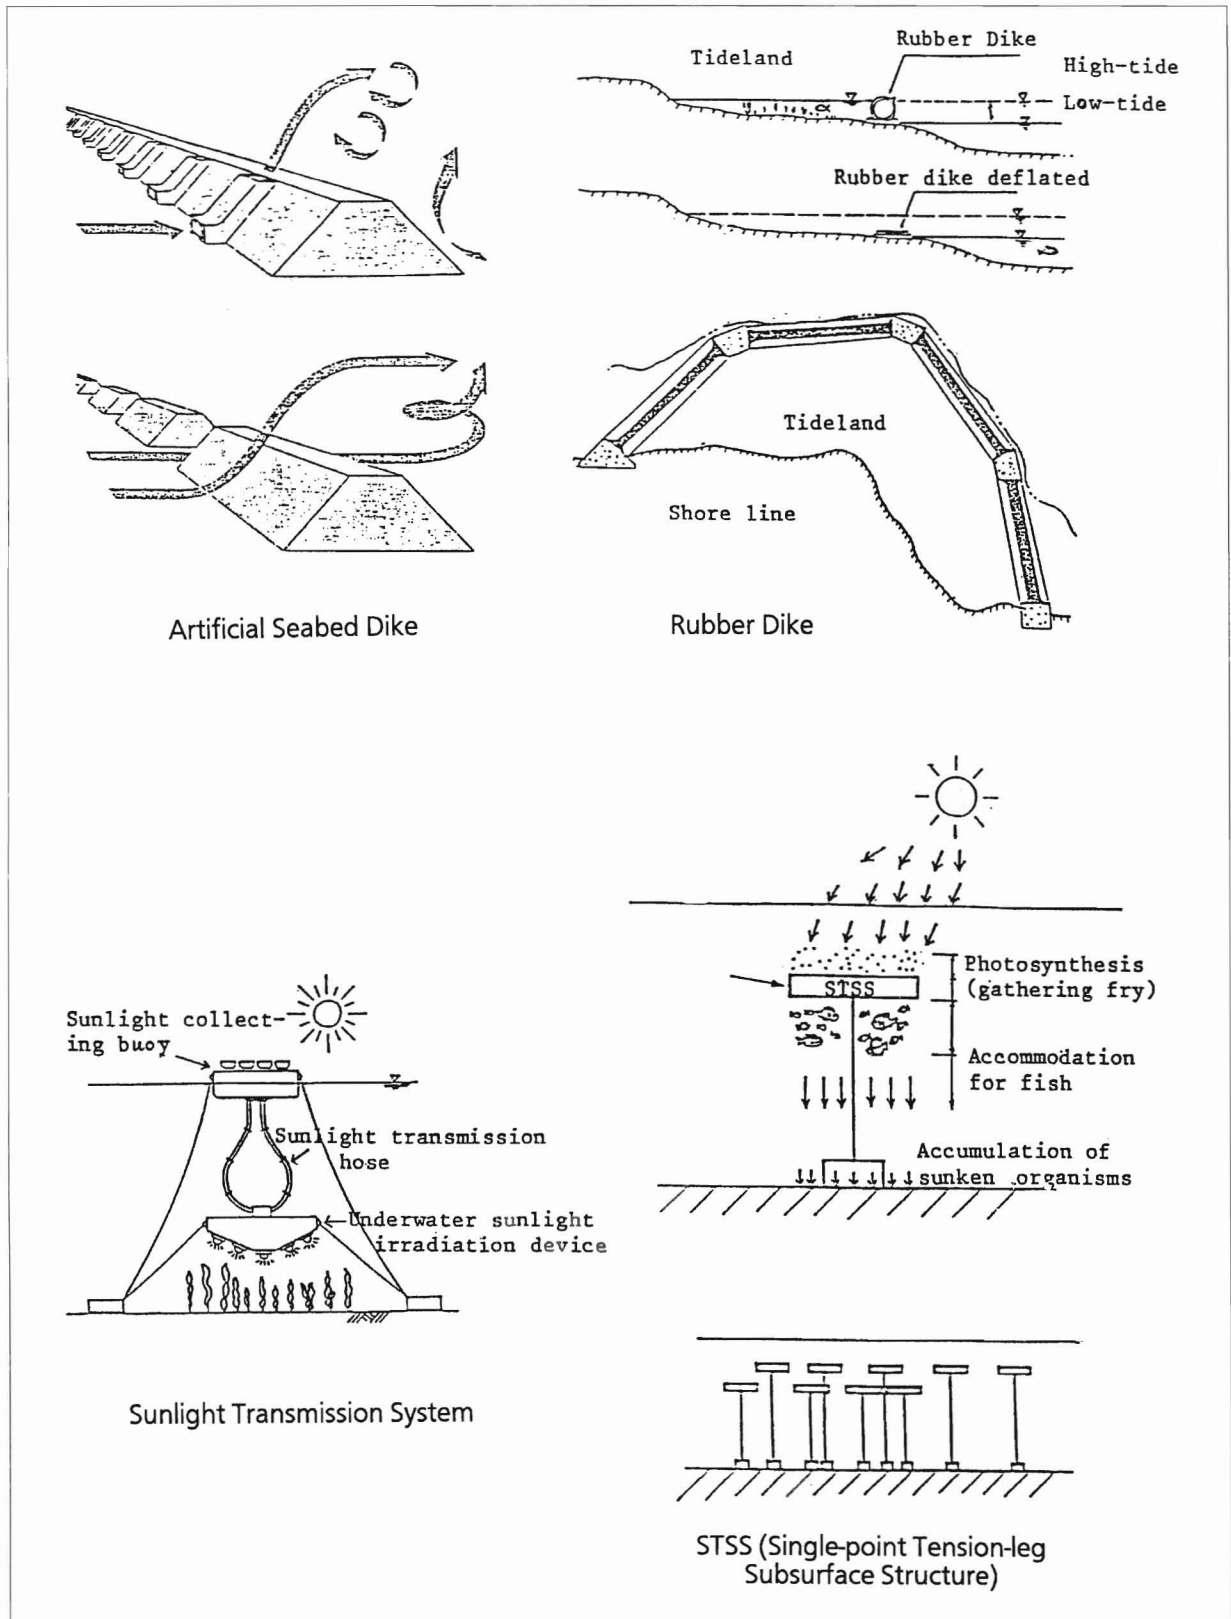 Rubber Dike
Tideland
High-tide
Low-tide
Rubber dike deflated
Tideland
Shore line
Artificial Seabed Dike
Rubber Dike
Photosynthesis
(gathering fry)
STSS
Accommodation
for fish
Accumulation of
sunken organisms
Sunlight collect-
ing buoy
Sunlight transmission
hose
Underwater sunlight
irradiation device
Sunlight Transmission System
STSS (Single-point Tension-leg
Subsurface Structure)